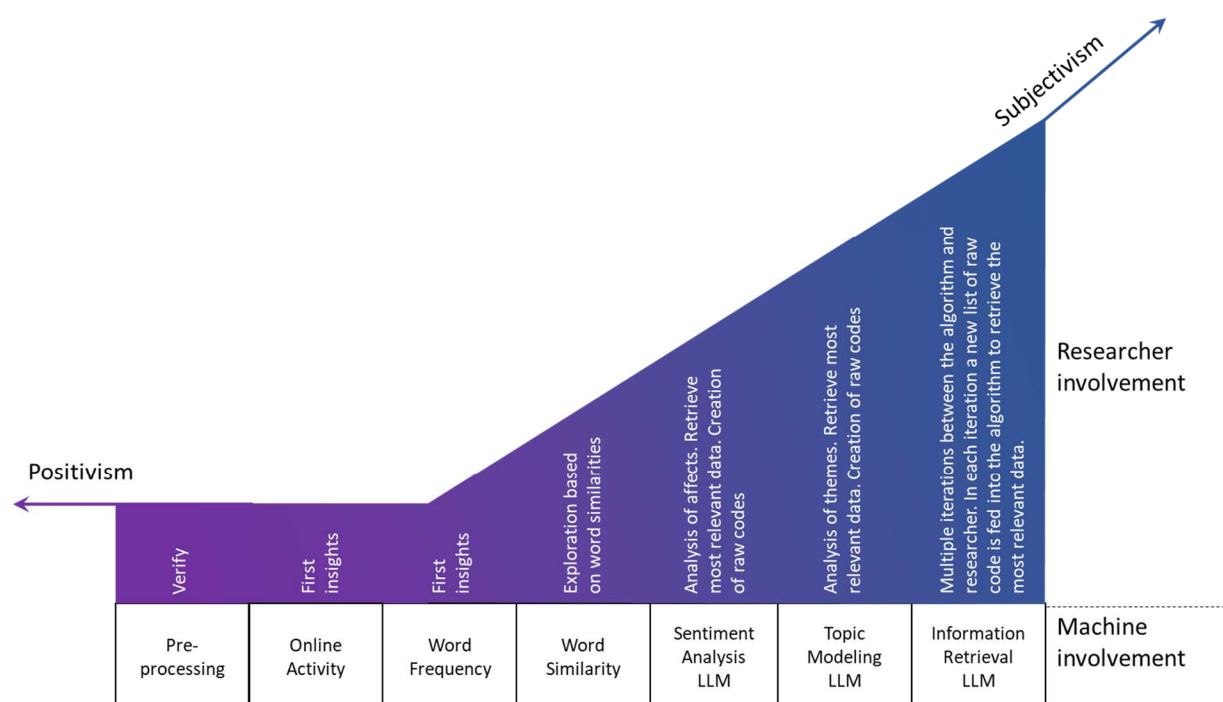 Subjectivism
Positivism
Verify
First
insights
First
insights
Exploration based
on word similarities
Analysis of affects. Retrieve
most relevant data. Creation
of raw codes
Analysis of themes. Retrieve most
relevant data. Creation of raw codes
Multiple iterations between the algorithm and
researcher. In each iteration a new list of raw
code is fed into the algorithm to retrieve the
most relevant data.
Researcher
involvement
Pre-
processing
Online
Activity
Word
Frequency
Word
Similarity
Sentiment
Analysis
LLM
Topic
Modeling
LLM
Information
Retrieval
LLM
Machine
involvement